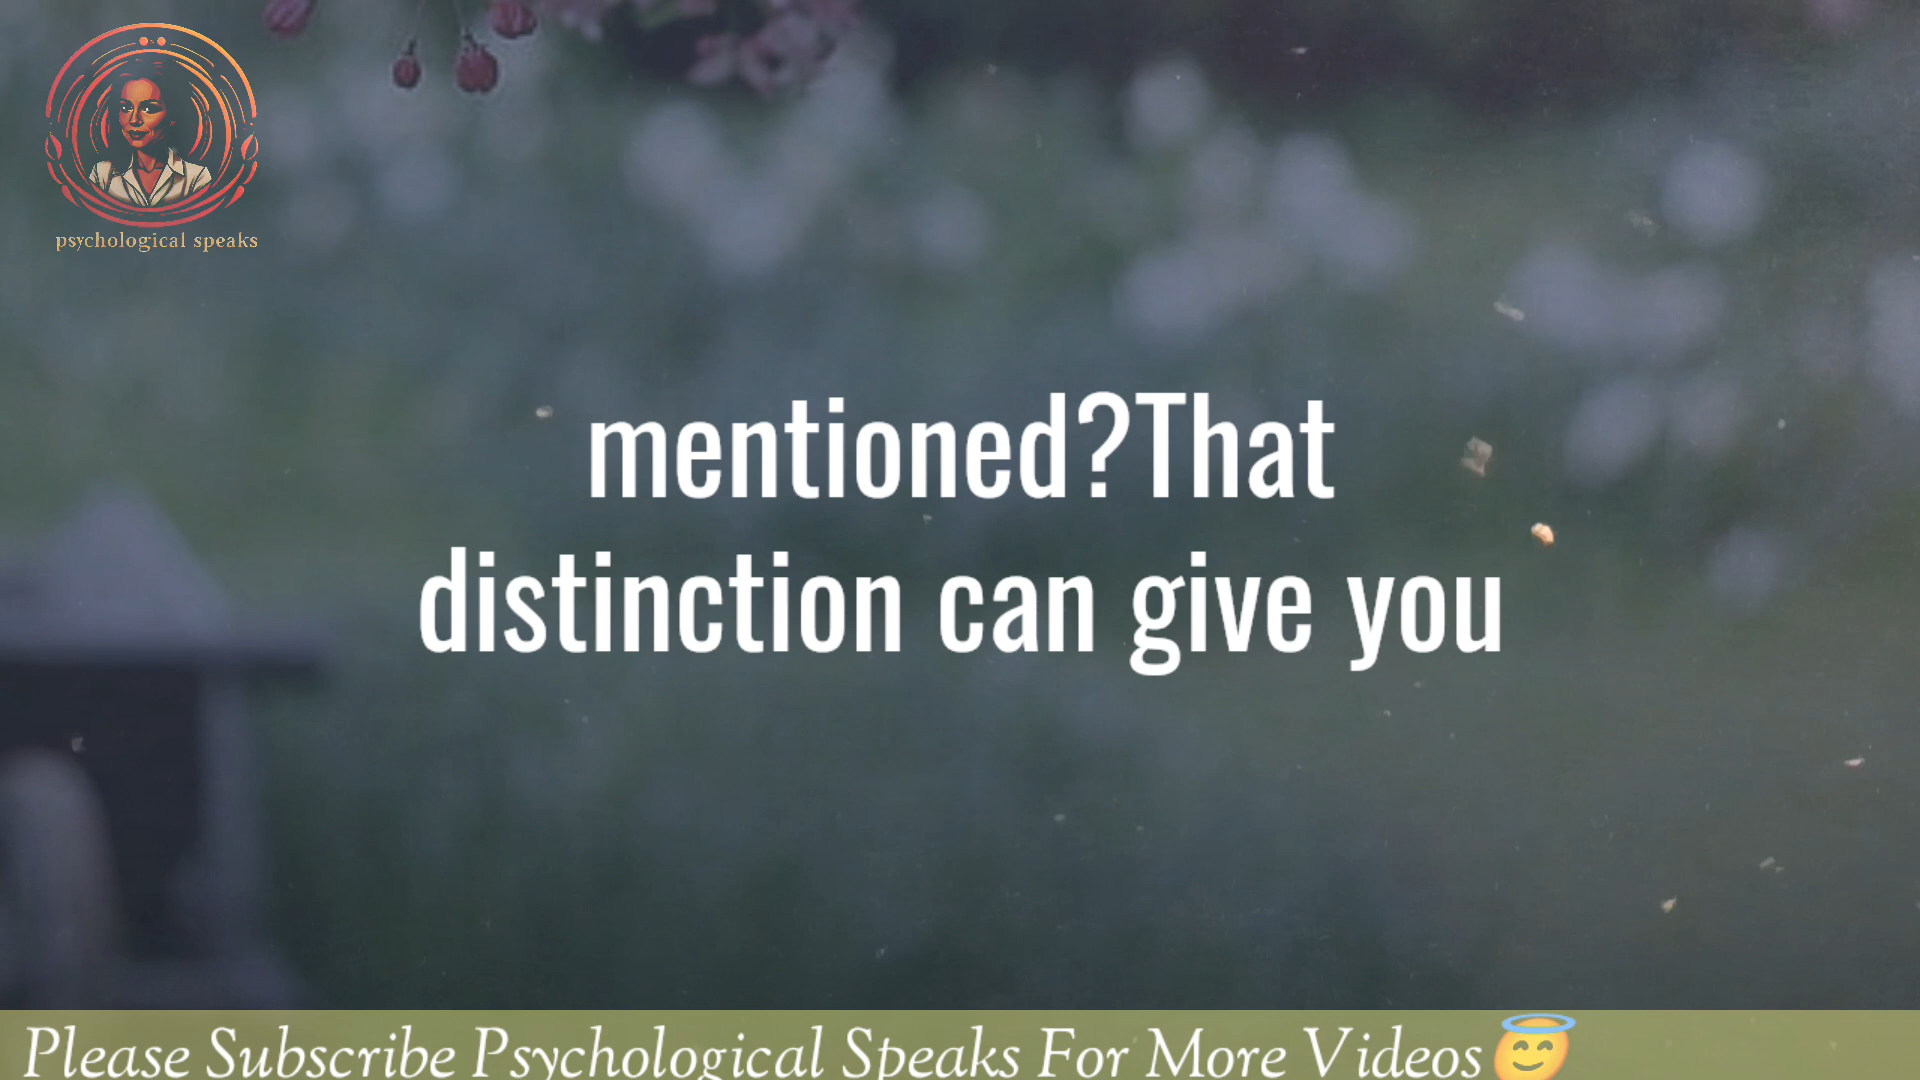 psychological speaks
mentioned?That
distinction can give you
Please Subscribe Psychological Speaks For More Videos😇